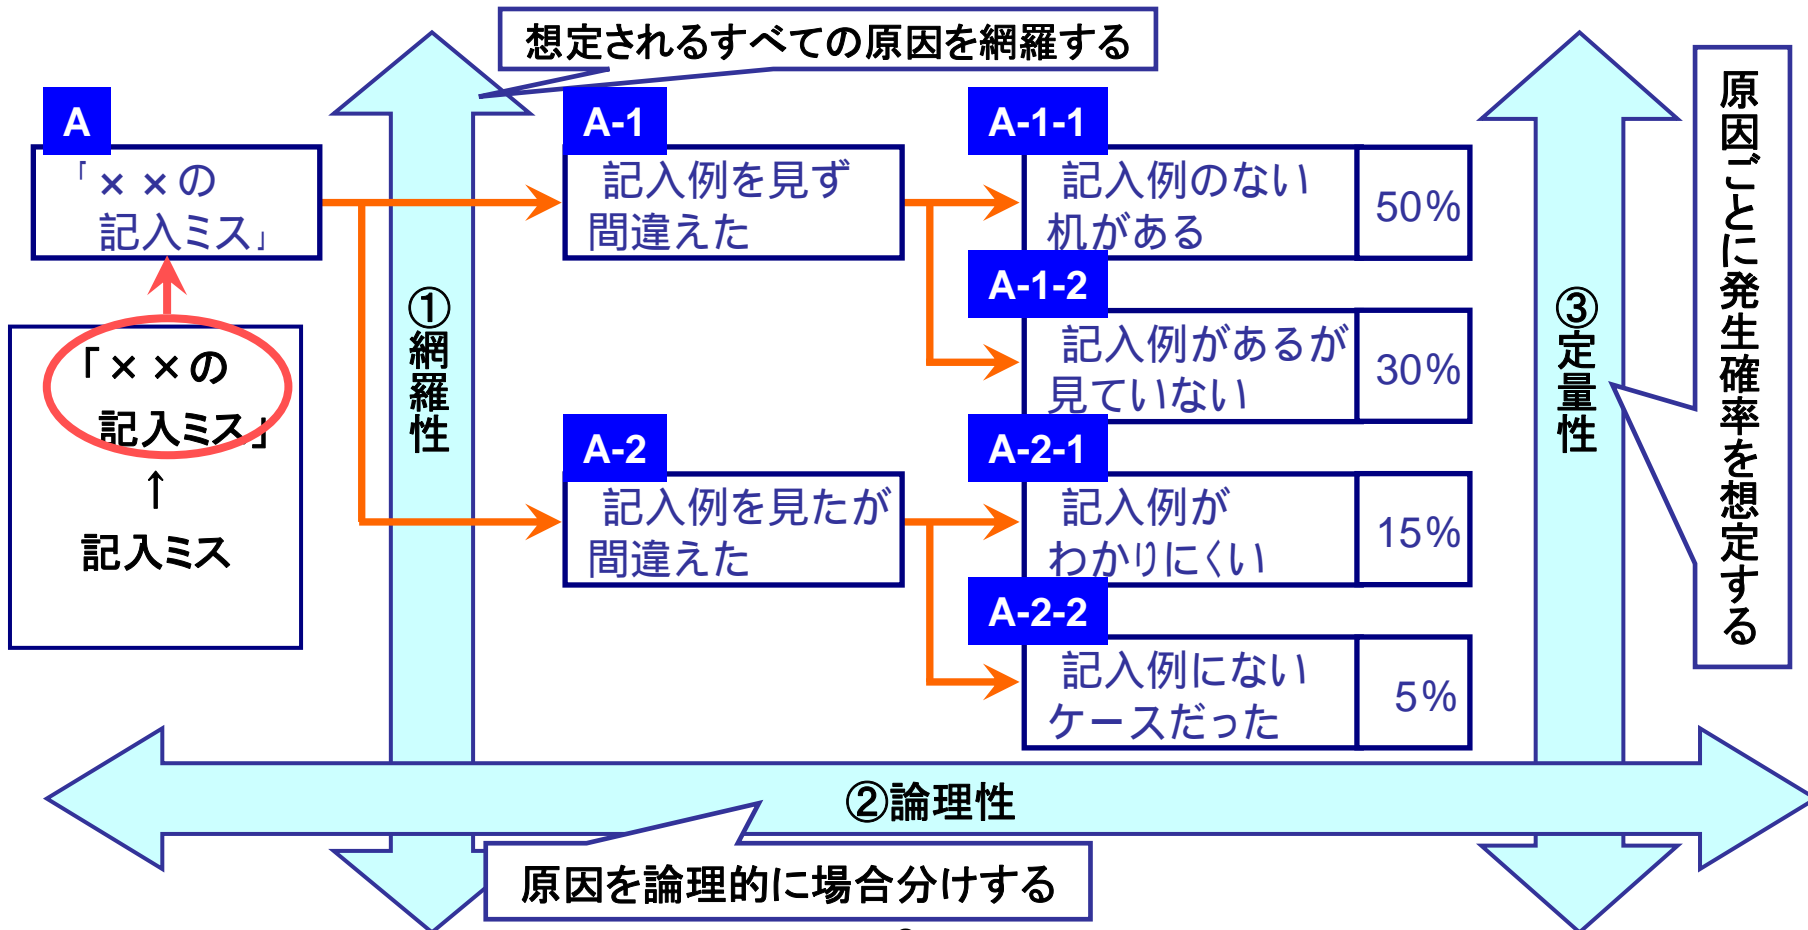 想定されるすべての原因を網羅する
A
「××の
記入ミス」
「××の
記入ミス」
↑
記入ミス
①網羅性
A-1
記入例を見ず
間違えた
A-2
記入例を見たが
間違えた
A-1-1
記入例のない
机がある
50%
A-1-2
記入例があるが
見ていない
30%
A-2-1
記入例が
わかりにくい
15%
A-2-2
記入例にない
ケースだった
5%
③定量性
原因ごとに発生確率を想定する
②論理性
原因を論理的に場合分けする